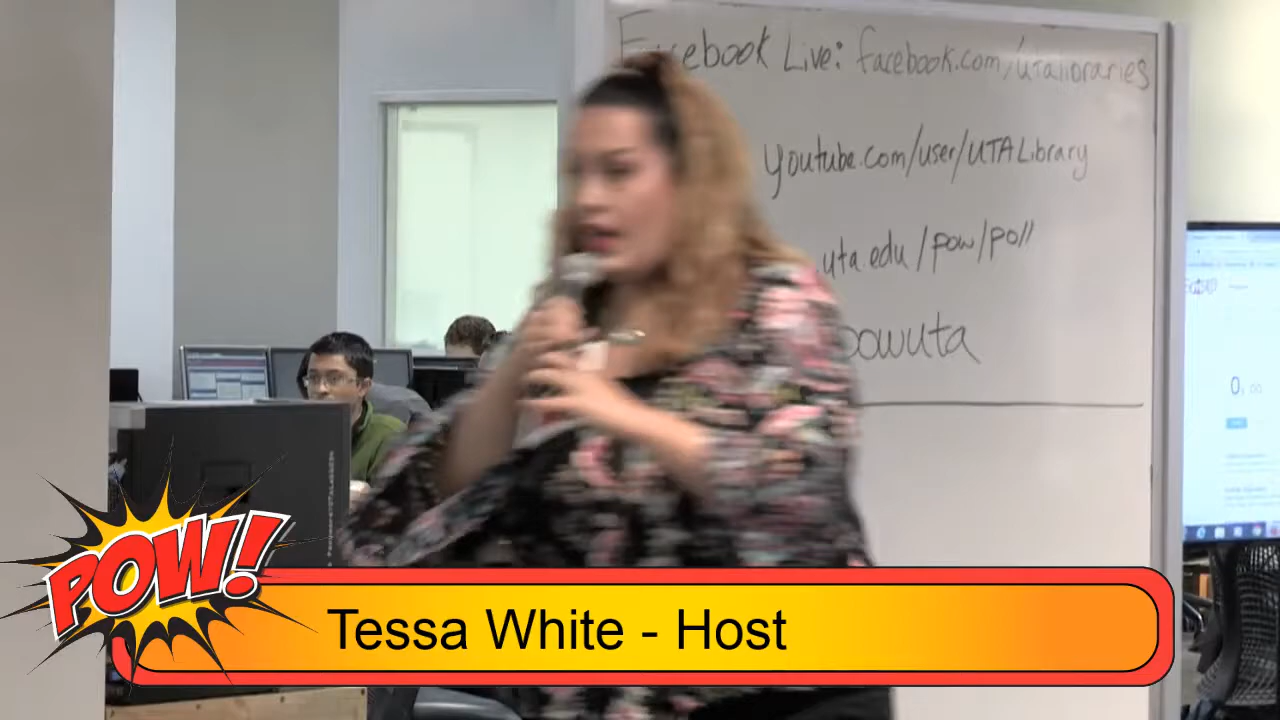 Facebook Live: facebook.com/utalibraries
youtube.com/user/UTALibrary
uta.edu/pow/poll
powuta
POW!
Tessa White - Host